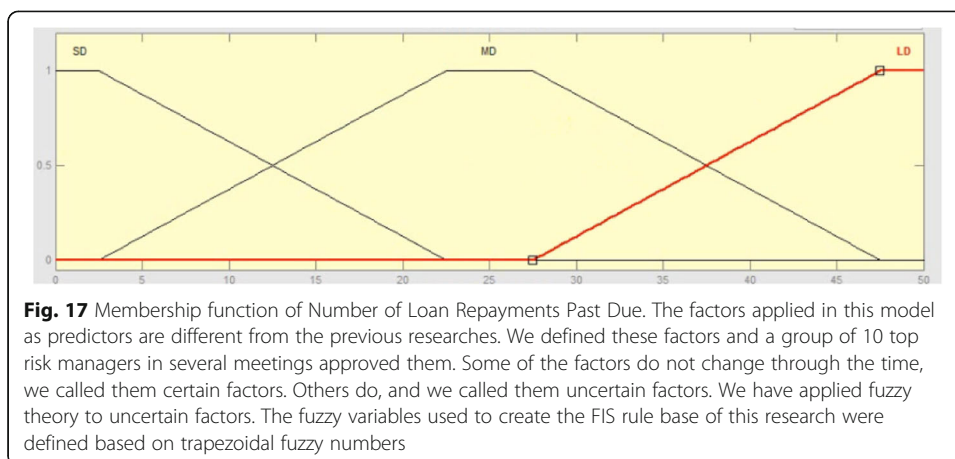 SD MD LD
1
0.5
0
0 5 10 15 20 25 30 35 40 45 50
Fig. 17 Membership function of Number of Loan Repayments Past Due. The factors applied in this model
as predictors are different from the previous researches. We defined these factors and a group of 10 top
risk managers in several meetings approved them. Some of the factors do not change through the time,
we called them certain factors. Others do, and we called them uncertain factors. We have applied fuzzy
theory to uncertain factors. The fuzzy variables used to create the FIS rule base of this research were
defined based on trapezoidal fuzzy numbers